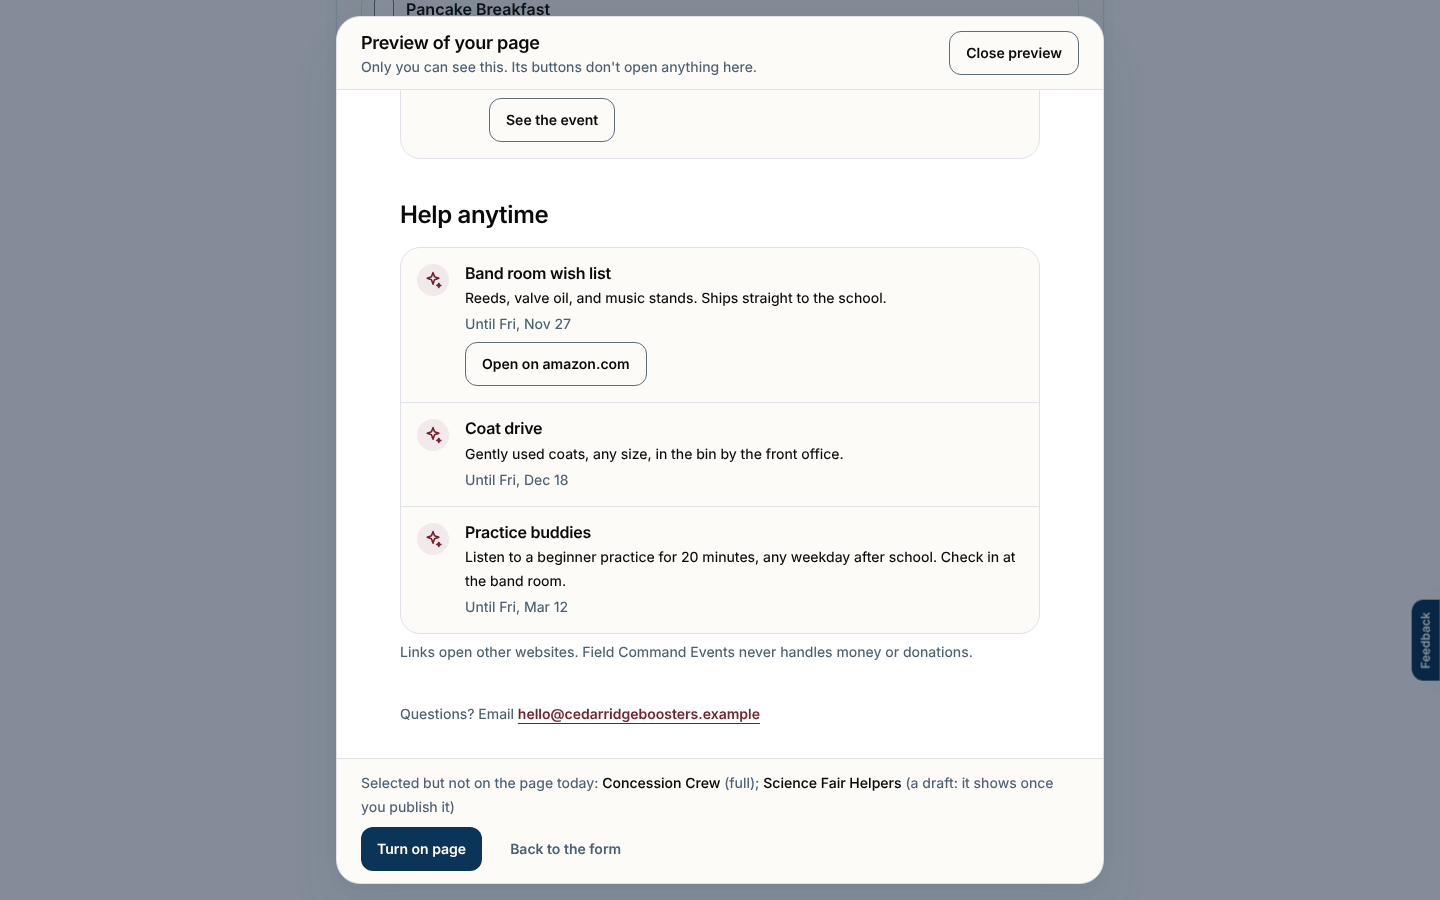 Pancake Breakfast
Preview of your page
Only you can see this. Its buttons don't open anything here.
Close preview
See the event
Help anytime
Band room wish list
Reeds, valve oil, and music stands. Ships straight to the school.
Until Fri, Nov 27
Open on amazon.com
Coat drive
Gently used coats, any size, in the bin by the front office.
Until Fri, Dec 18
Practice buddies
Listen to a beginner practice for 20 minutes, any weekday after school. Check in at
the band room.
Until Fri, Mar 12
Links open other websites. Field Command Events never handles money or donations.
Questions? Email hello@cedarridgeboosters.example
Selected but not on the page today: Concession Crew (full); Science Fair Helpers (a draft: it shows once
you publish it)
Turn on page
Back to the form
Feedback